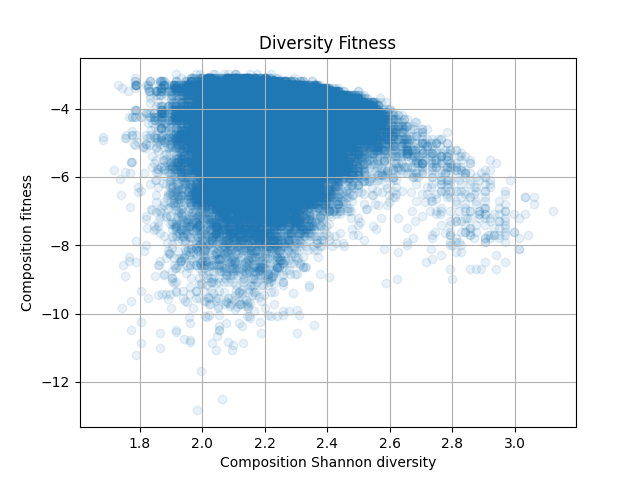 Diversity Fitness
−4
−6
−8
−10
−12
Composition fitness
1.8 2.0 2.2 2.4 2.6 2.8 3.0
Composition Shannon diversity